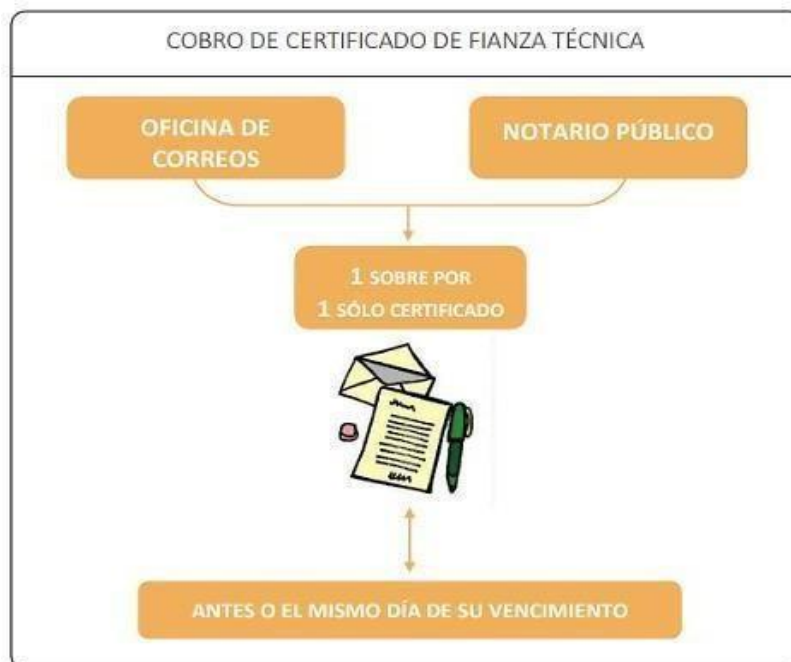 COBRO DE CERTIFICADO DE FIANZA TÉCNICA
OFICINA DE
CORREOS
NOTARIO PÚBLICO
1 SOBRE POR
1 SÓLO CERTIFICADO
ANTES O EL MISMO DÍA DE SU VENCIMIENTO